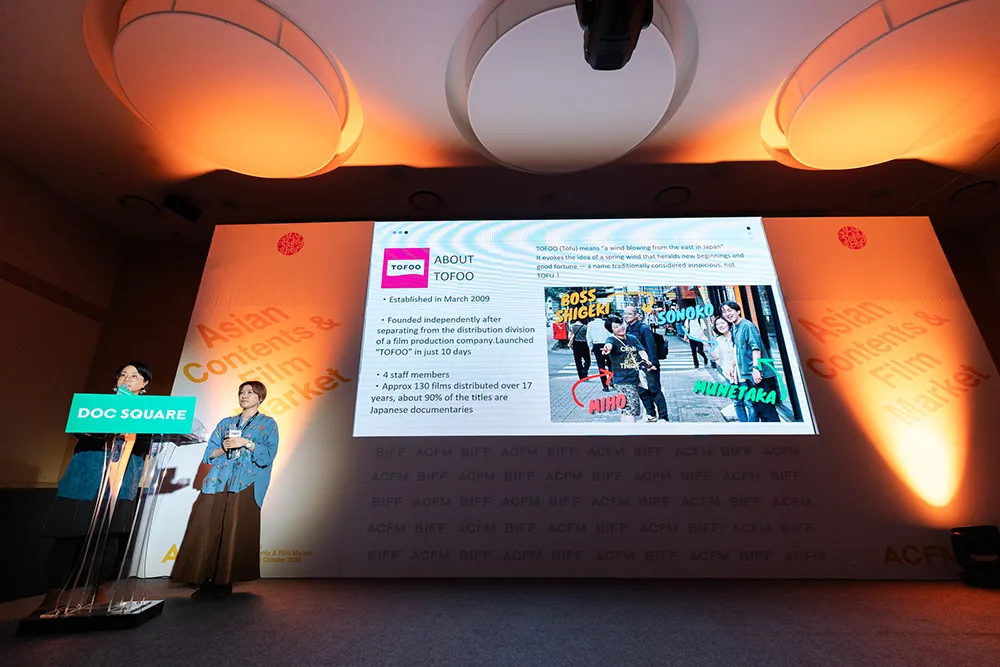 Asian
Contents &
Film
Market
TOFOO
ABOUT
TOFOO
・Established in March 2009
・Founded independently after
separating from the distribution division
of a film production company.Launched
“TOFOO” in just 10 days
・4 staff members
・Approx 130 films distributed over 17
years, about 90% of the titles are
Japanese documentaries
TOFOO (Tofu) means “a wind blowing from the east in Japan”
It evokes the idea of a spring wind that heralds new beginnings and
good fortune — a name traditionally considered auspicious, not
TOFU !
BOSS
SHIGEKI
SONOKO
MIHO
MUNETAKA
Asian
Contents &
Film
Market
DOC SQUARE
BIFF ACFM BIFF ACFM BIFF ACFM BIFF ACFM BIFF ACFM
BIFF ACFM BIFF ACFM BIFF ACFM BIFF ACFM BIFF
ACFM BIFF ACFM BIFF ACFM BIFF ACFM BIFF ACFM
ACFM BIFF ACFM BIFF ACFM BIFF ACFM BIFF
BIFF ACFM BIFF ACFM BIFF ACFM BIFF ACFM BIFF
& Film Market
October
ACFM